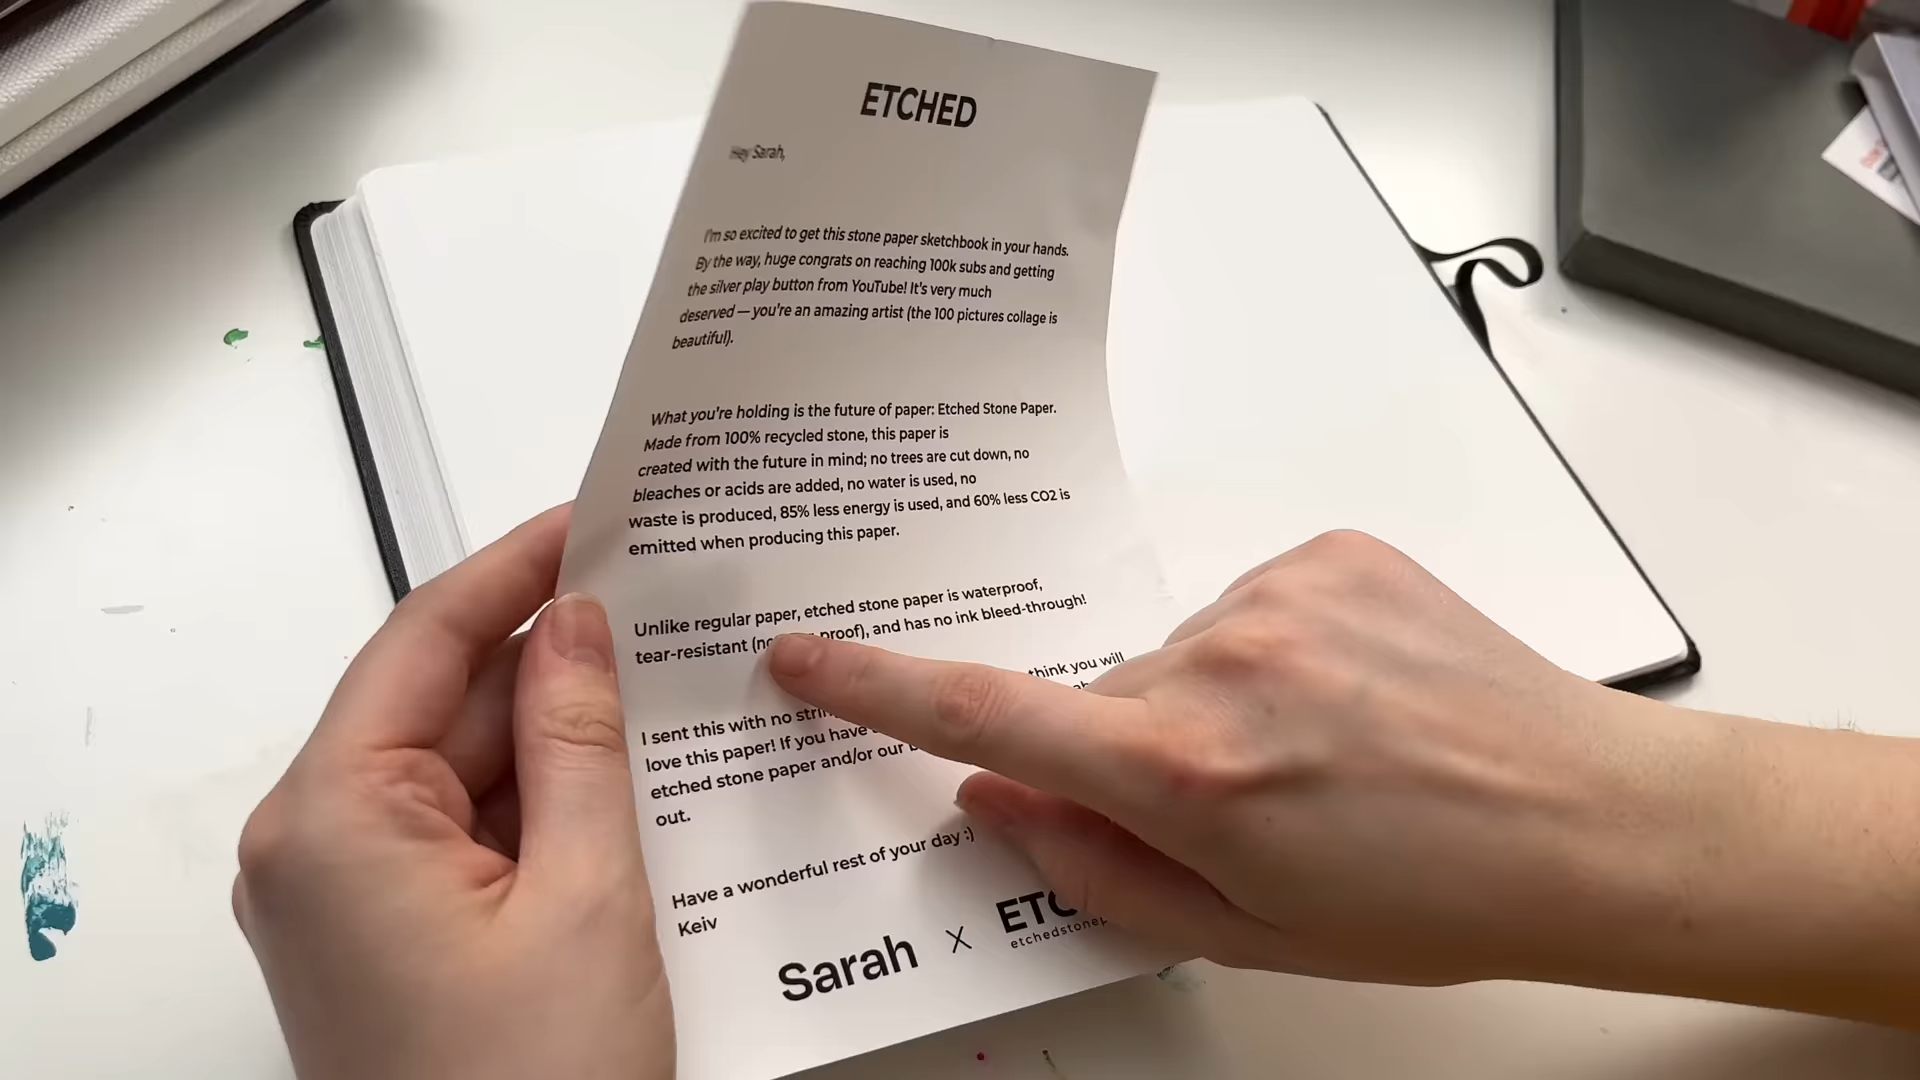 ETCHED
Hey Sarah,
I'm so excited to get this stone paper sketchbook in your hands.
By the way, huge congrats on reaching 100k subs and getting
the silver play button from YouTube! It's very much
deserved — you're an amazing artist (the 100 pictures collage is
beautiful).
What you're holding is the future of paper: Etched Stone Paper.
Made from 100% recycled stone, this paper is
created with the future in mind; no trees are cut down, no
bleaches or acids are added, no water is used, no
waste is produced, 85% less energy is used, and 60% less CO2 is
emitted when producing this paper.
Unlike regular paper, etched stone paper is waterproof,
tear-resistant proof), and has no ink bleed-through!
I sent this with no think you will
love this paper! If you have
etched stone paper and/or our
out.
Have a wonderful rest of your day :)
Keiv
Sarah X ETC
etchedstone